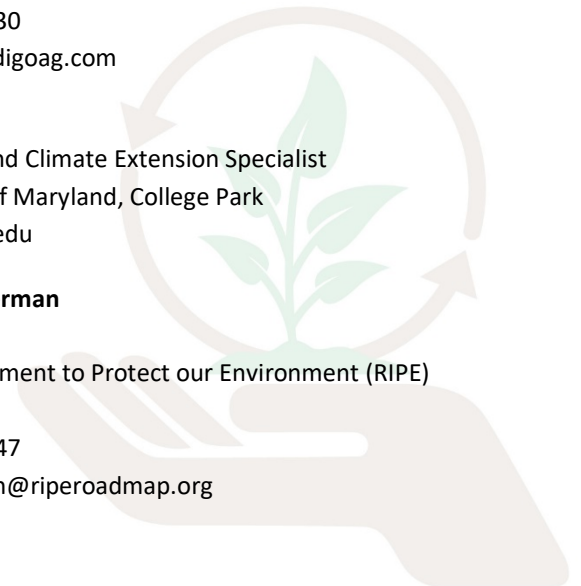 30
digoag.com
nd Climate Extension Specialist
f Maryland, College Park
edu
rman
ment to Protect our Environment (RIPE)
47
n@riperoadmap.org